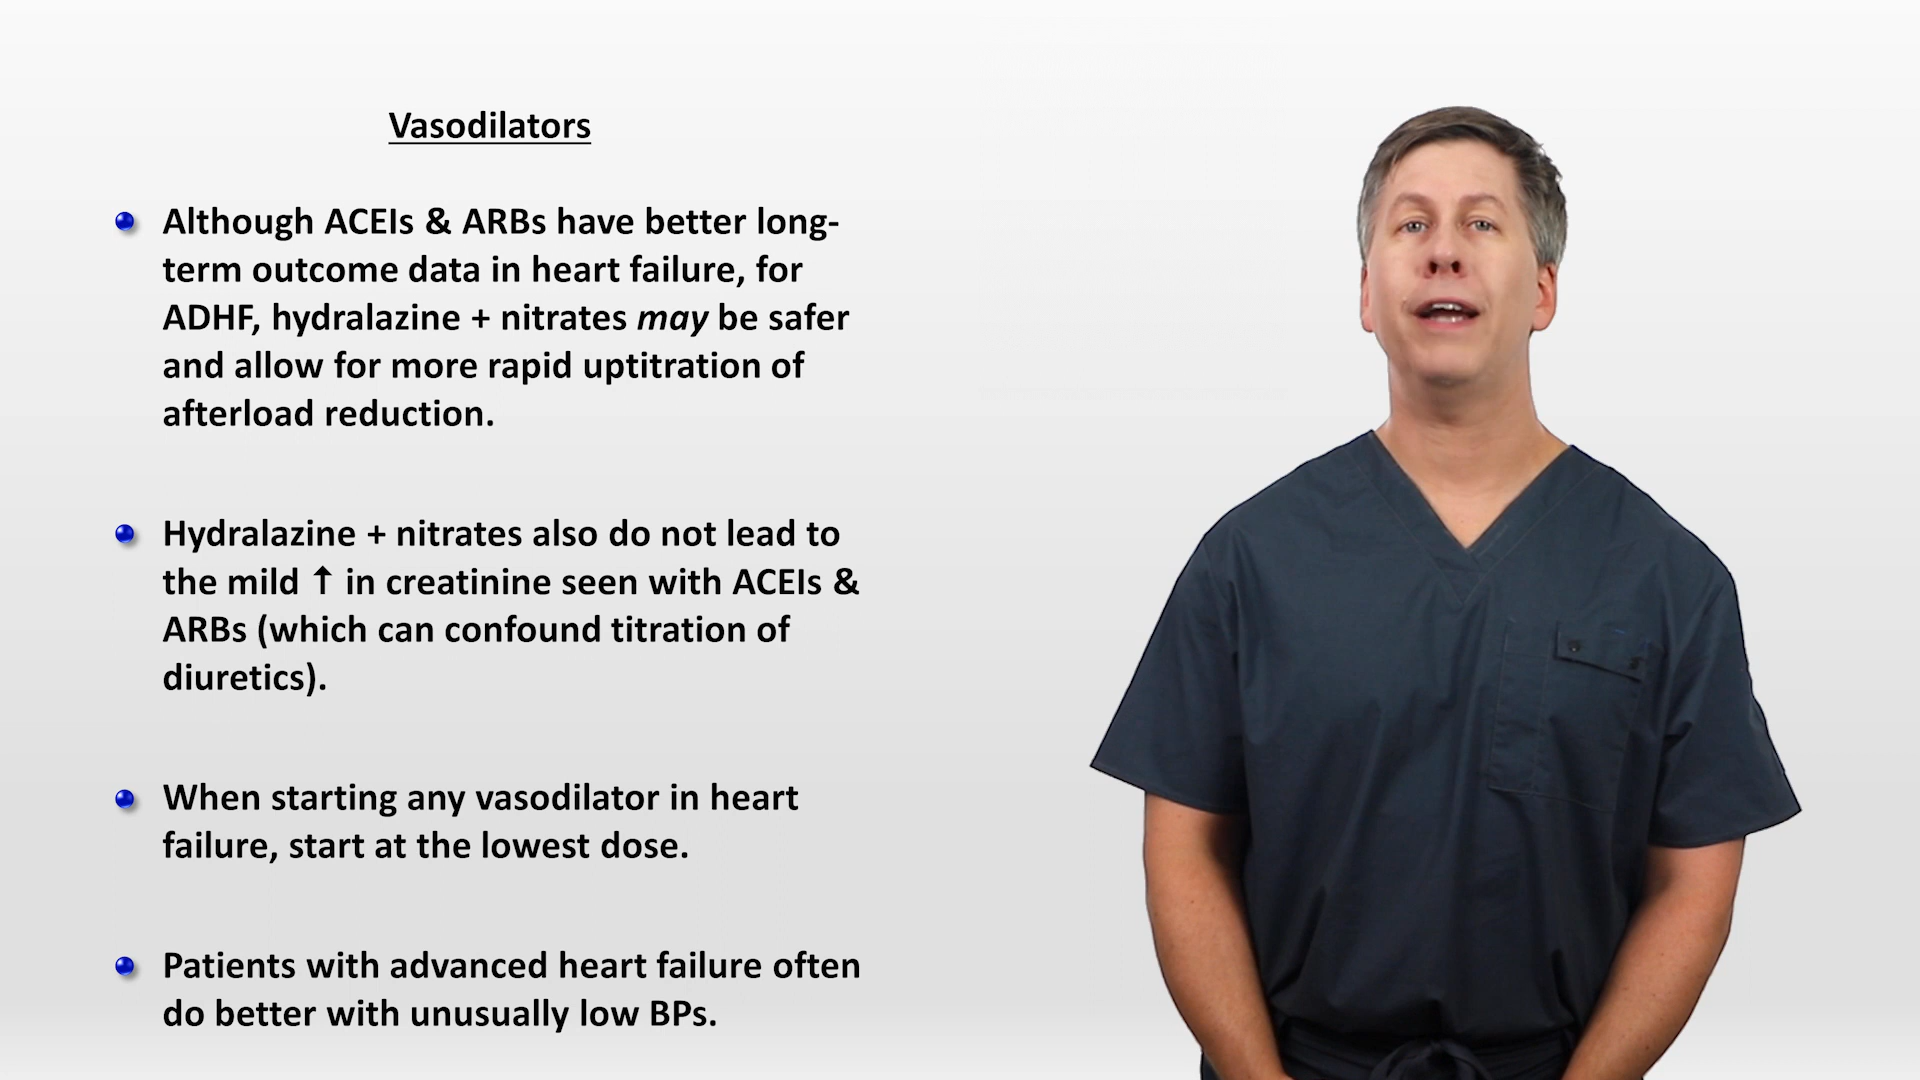 Vasodilators
Although ACEIs & ARBs have better long-
term outcome data in heart failure, for
ADHF, hydralazine + nitrates may be safer
and allow for more rapid uptitration of
afterload reduction.
Hydralazine + nitrates also do not lead to
the mild ↑ in creatinine seen with ACEIs &
ARBs (which can confound titration of
diuretics).
When starting any vasodilator in heart
failure, start at the lowest dose.
Patients with advanced heart failure often
do better with unusually low BPs.